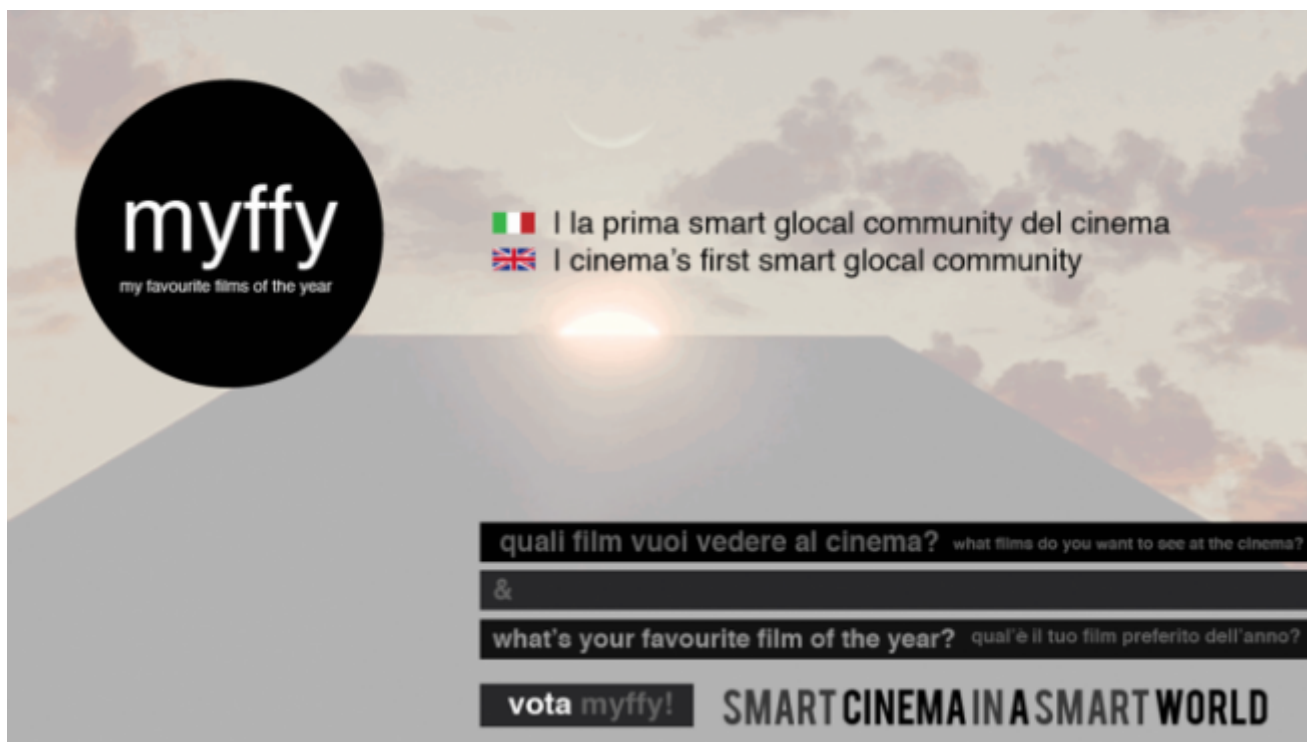 myffy
my favourite films of the year
| la prima smart glocal community del cinema
| cinema's first smart glocal community
quali film vuoi vedere al cinema? what films do you want to see at the cinema?
&
what's your favourite film of the year? qual'è il tuo film preferito dell'anno?
vota myffy! SMART CINEMA IN A SMART WORLD